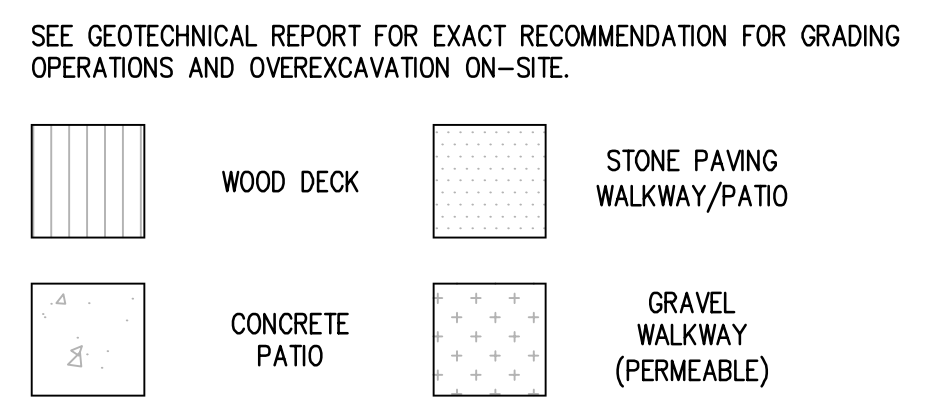 SEE GEOTECHNICAL REPORT FOR EXACT RECOMMENDATION FOR GRADING
OPERATIONS AND OVEREXCAVATION ON-SITE.
WOOD DECK
STONE PAVING
WALKWAY/PATIO
CONCRETE
PATIO
GRAVEL
WALKWAY
(PERMEABLE)